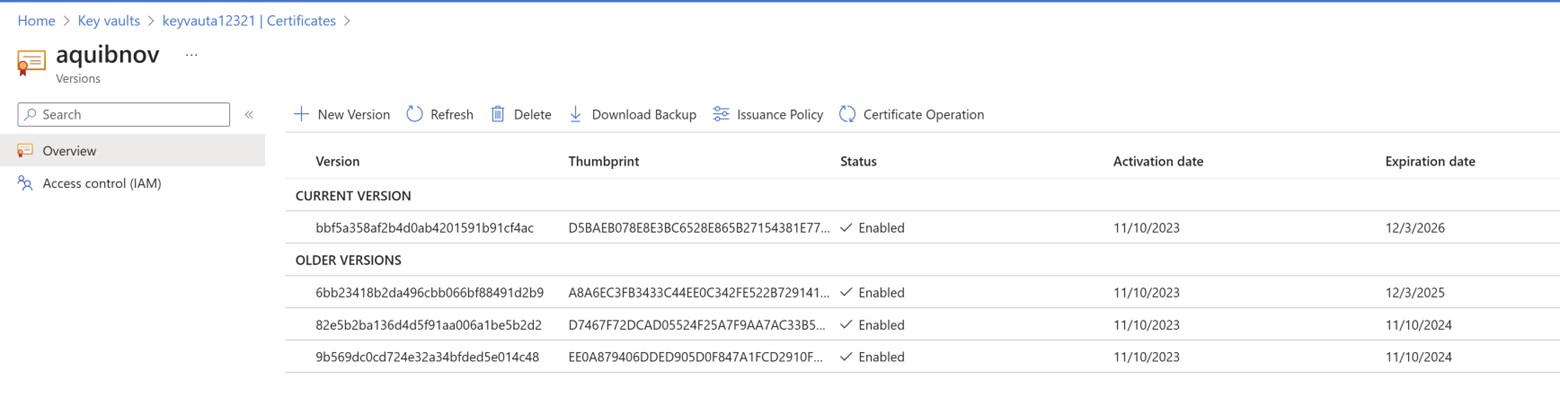 Home > Key vaults > keyvauta12321 | Certificates >
aquibnov ...
Versions
Search «
New Version Refresh Delete Download Backup Issuance Policy Certificate Operation
Overview
Access control (IAM)
Version Thumbprint Status Activation date Expiration date
CURRENT VERSION
bbf5a358af2b4d0ab4201591b91cf4ac D5BAEB078E8E3BC6528E865B27154381E77... Enabled 11/10/2023 12/3/2026
OLDER VERSIONS
6bb23418b2da496cbb066bf88491d2b9 A8A6EC3FB3433C44EE0C342FE522B729141... Enabled 11/10/2023 12/3/2025
82e5b2ba136d4d5f91aa006a1be5b2d2 D7467F72DCAD05524F25A7F9AA7AC33B5... Enabled 11/10/2023 11/10/2024
9b569dc0cd724e32a34bfded5e014c48 EE0A879406DDED905D0F847A1FCD2910F... Enabled 11/10/2023 11/10/2024